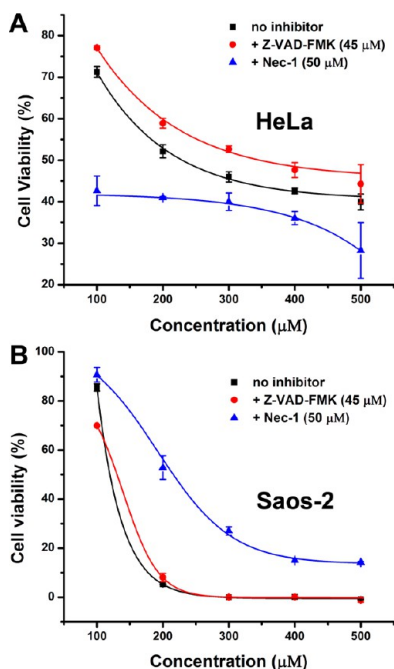 A
no inhibitor
+ Z-VAD-FMK (45 μM)
+ Nec-1 (50 μM)
HeLa
Cell Viability (%)
80
70
60
50
40
30
20
100 200 300 400 500
Concentration (μM)
B
no inhibitor
+ Z-VAD-FMK (45 μM)
+ Nec-1 (50 μM)
Saos-2
Cell viability (%)
100
80
60
40
20
0
100 200 300 400 500
Concentration (μM)